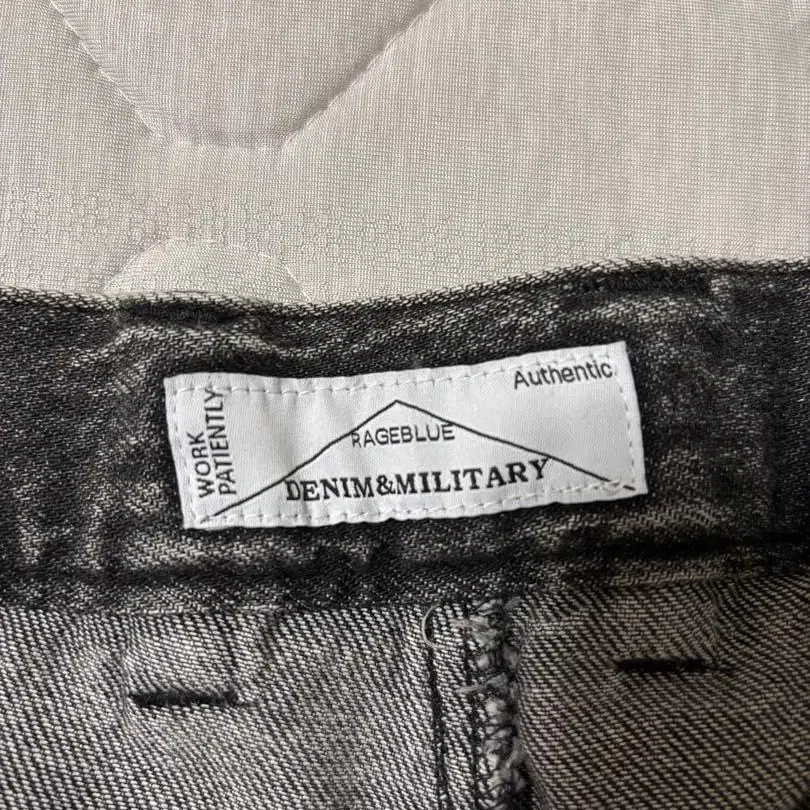 Authentic
WORK
PATIENTLY
RAGEBLUE
DENIM&MILITARY